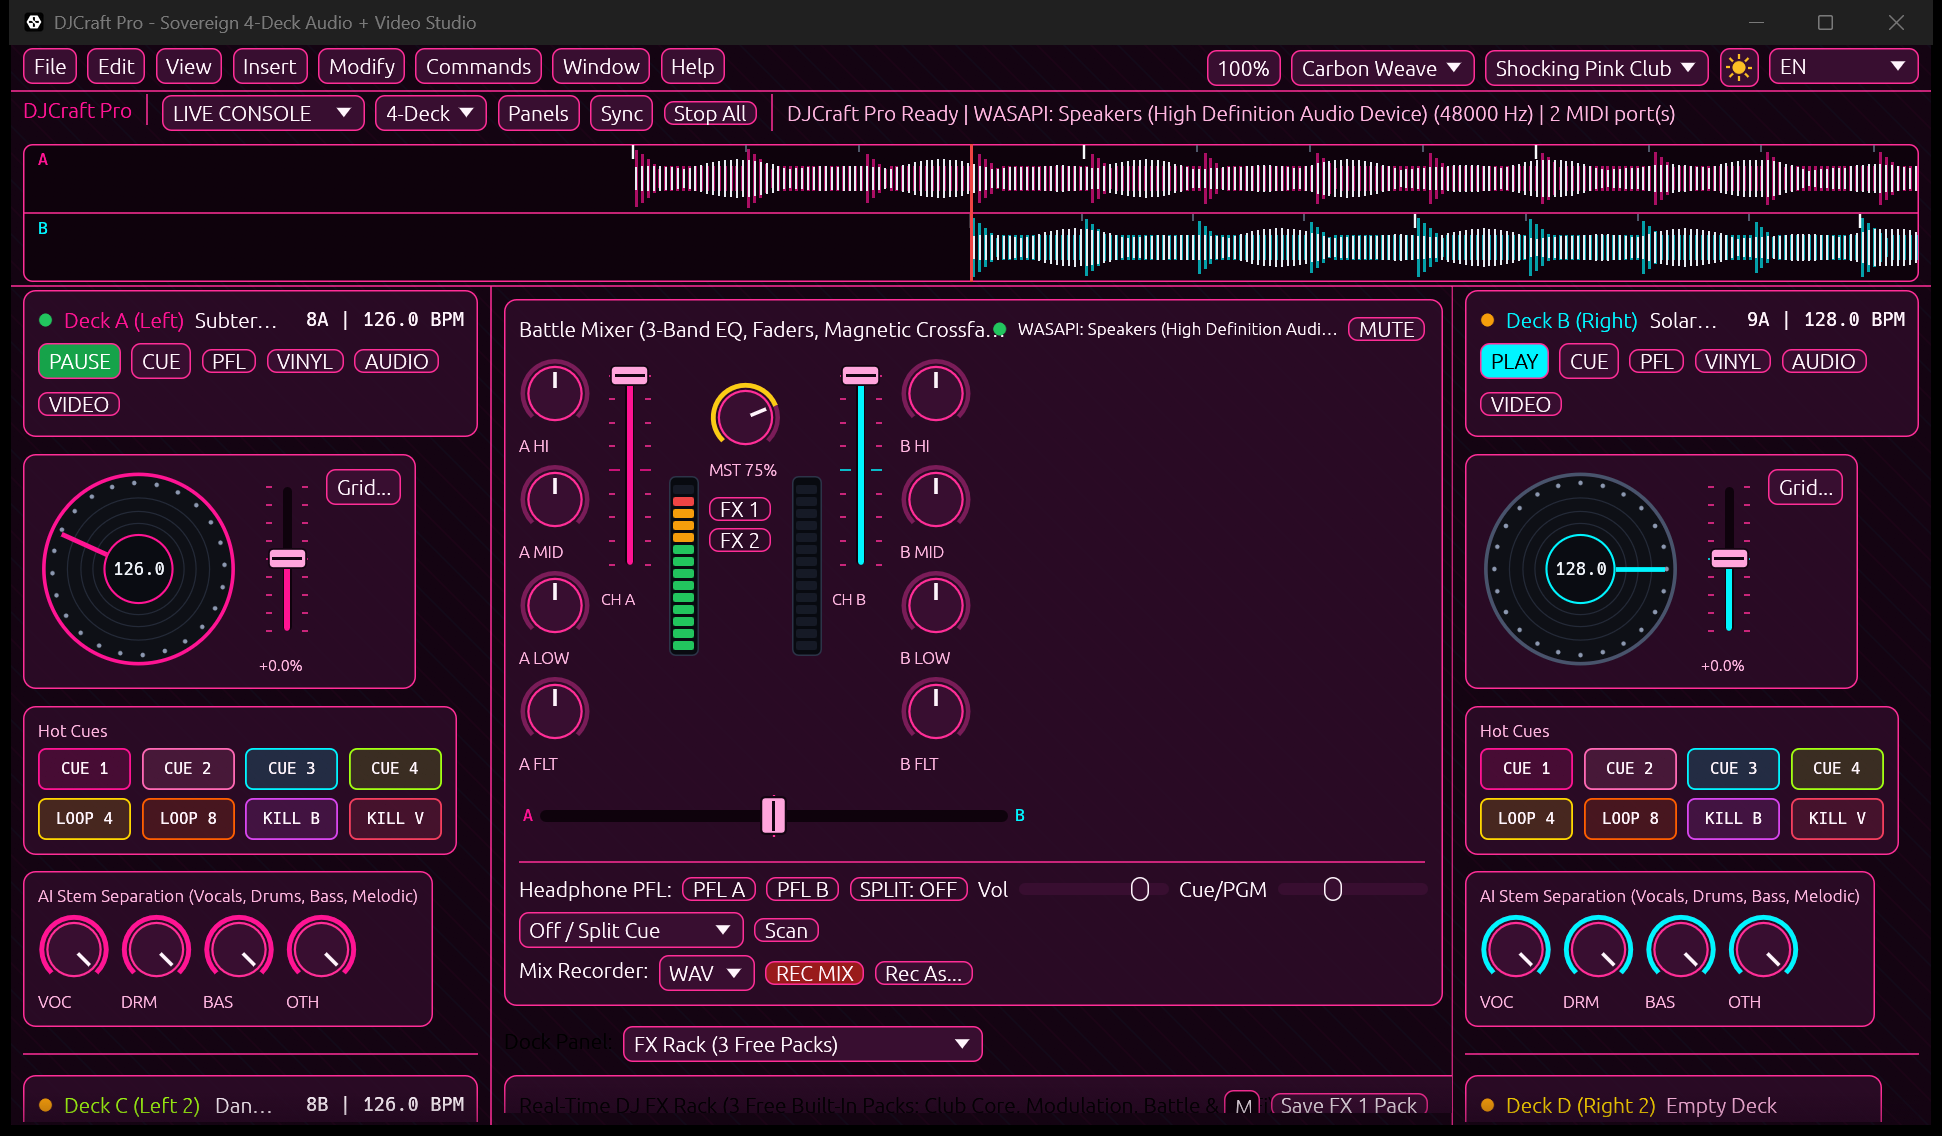 DJCraft Pro - Sovereign 4-Deck Audio + Video Studio
File Edit View Insert Modify Commands Window Help 100% Carbon Weave Shocking Pink Club EN
DJCraft Pro LIVE CONSOLE 4-Deck Panels Sync Stop All DJCraft Pro Ready | WASAPI: Speakers (High Definition Audio Device) (48000 Hz) | 2 MIDI port(s)
A
B
Deck A (Left) Subter... 8A | 126.0 BPM
PAUSE CUE PFL VINYL AUDIO
VIDEO
Grid...
126.0
+0.0%
Hot Cues
CUE 1 CUE 2 CUE 3 CUE 4
LOOP 4 LOOP 8 KILL B KILL V
AI Stem Separation (Vocals, Drums, Bass, Melodic)
VOC DRM BAS OTH
Deck C (Left 2) Dan... 8B | 126.0 BPM
Battle Mixer (3-Band EQ, Faders, Magnetic Crossfa... WASAPI: Speakers (High Definition Audi... MUTE
A HI B HI
MST 75%
FX 1
FX 2
A MID B MID
CH A CH B
A LOW B LOW
A FLT B FLT
A B
Headphone PFL: PFL A PFL B SPLIT: OFF Vol Cue/PGM
Off / Split Cue Scan
Mix Recorder: WAV REC MIX Rec As...
Dock Panel: FX Rack (3 Free Packs)
Real-Time DJ FX Rack (3 Free Built-In Packs: Club Core, Modulation, Battle & M Save FX 1 Pack
Deck B (Right) Solar... 9A | 128.0 BPM
PLAY CUE PFL VINYL AUDIO
VIDEO
Grid...
128.0
+0.0%
Hot Cues
CUE 1 CUE 2 CUE 3 CUE 4
LOOP 4 LOOP 8 KILL B KILL V
AI Stem Separation (Vocals, Drums, Bass, Melodic)
VOC DRM BAS OTH
Deck D (Right 2) Empty Deck